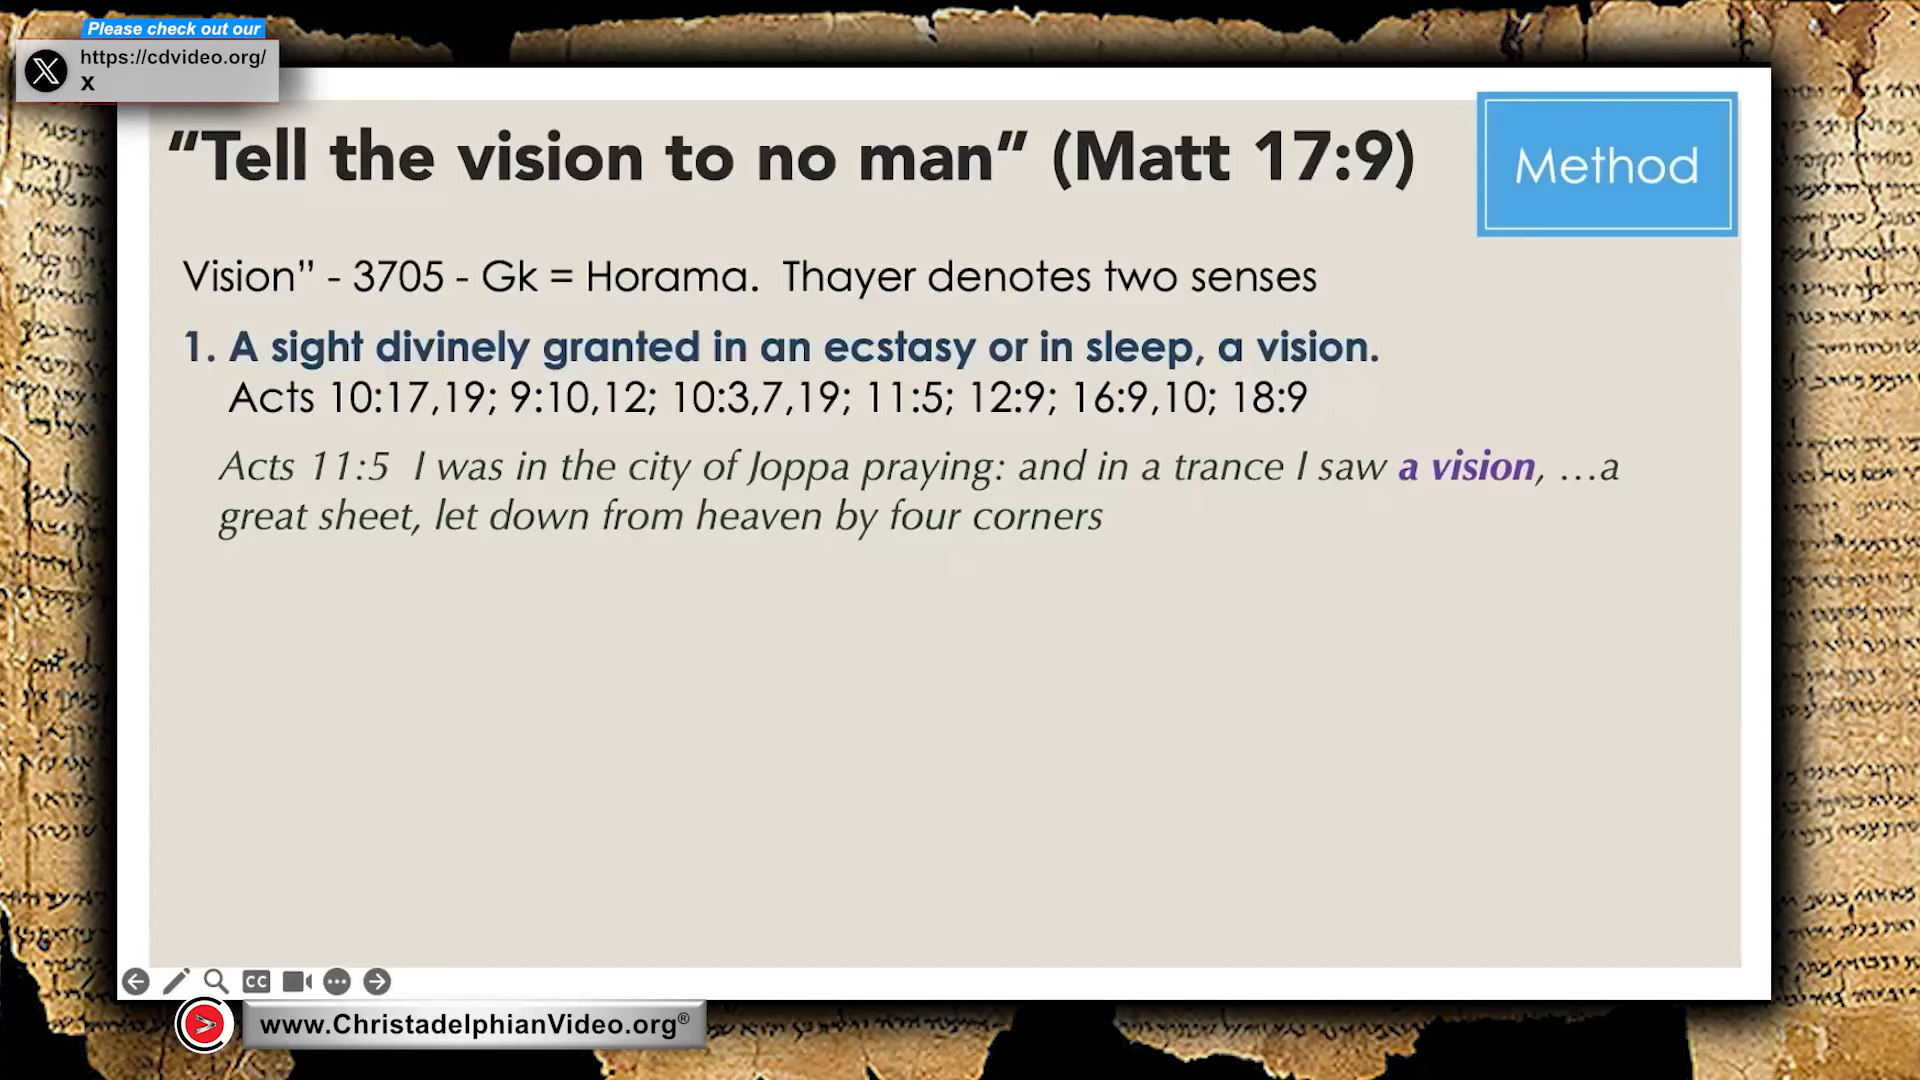 Please check out our
https://cdvideo.org/
x
“Tell the vision to no man” (Matt 17:9)
Method
Vision” - 3705 - Gk = Horama.  Thayer denotes two senses
1. A sight divinely granted in an ecstasy or in sleep, a vision.
Acts 10:17,19; 9:10,12; 10:3,7,19; 11:5; 12:9; 16:9,10; 18:9
Acts 11:5  I was in the city of Joppa praying: and in a trance I saw a vision, …a
great sheet, let down from heaven by four corners
CC
www.ChristadelphianVideo.org®